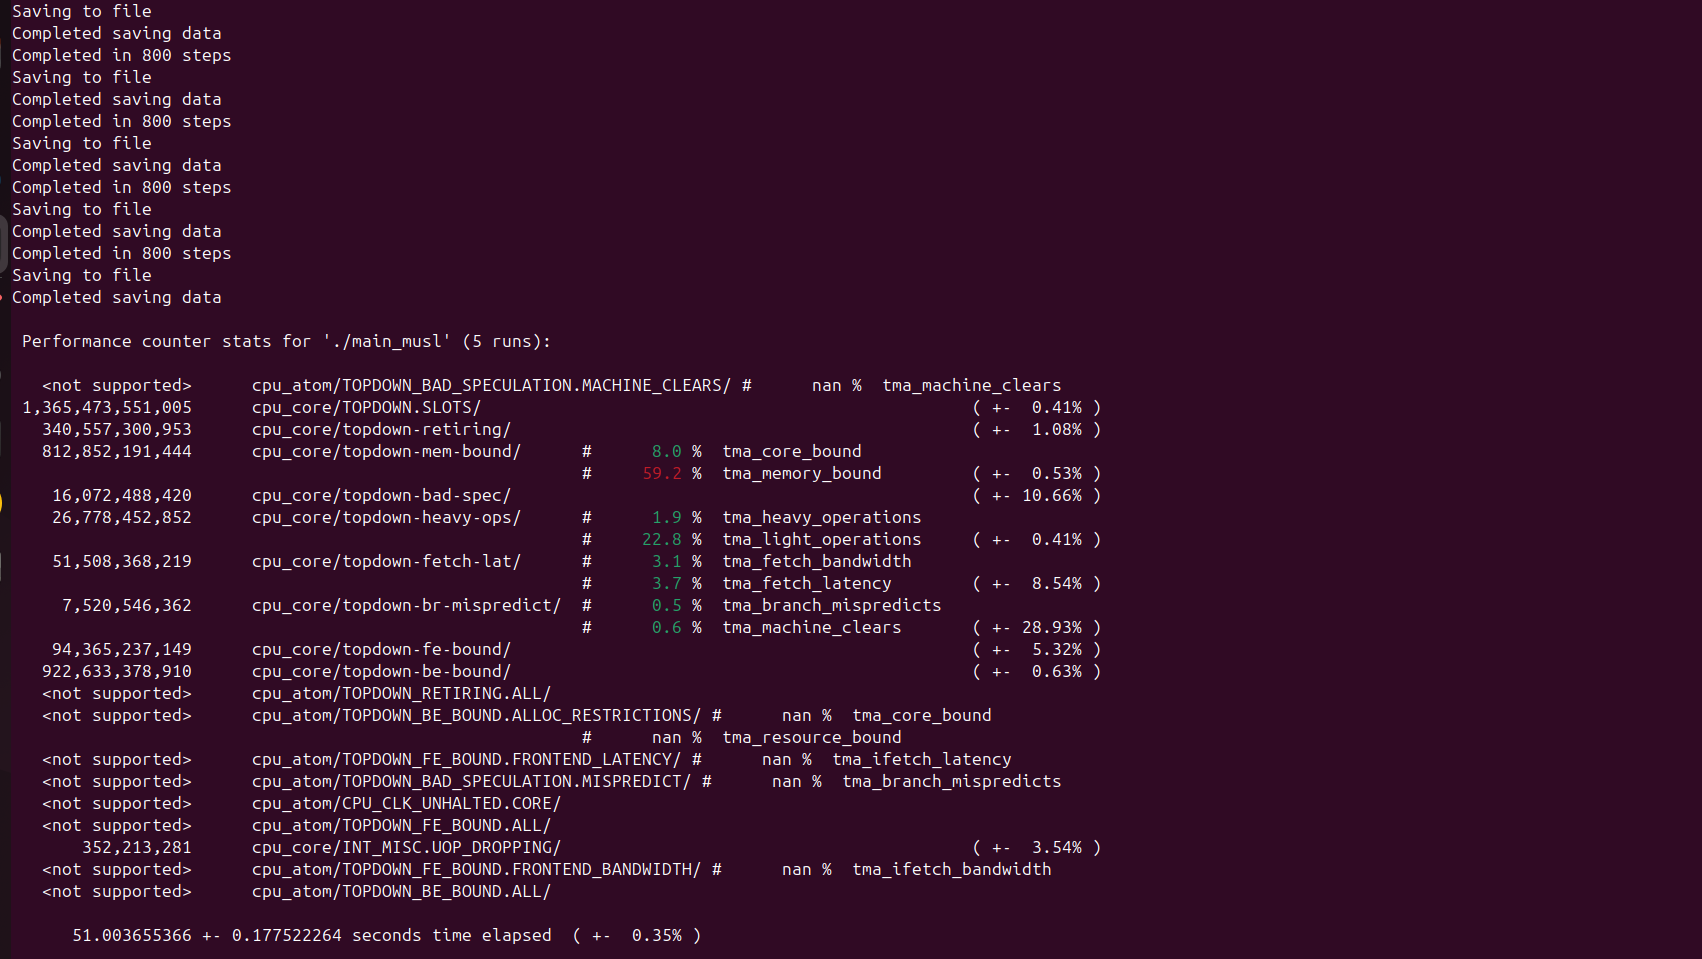 Saving to file
Completed saving data
Completed in 800 steps
Saving to file
Completed saving data
Completed in 800 steps
Saving to file
Completed saving data
Completed in 800 steps
Saving to file
Completed saving data
Completed in 800 steps
Saving to file
Completed saving data
Performance counter stats for './main_musl' (5 runs):
<not supported> cpu_atom/TOPDOWN_BAD_SPECULATION.MACHINE_CLEARS/ # nan % tma_machine_clears
1,365,473,551,005 cpu_core/TOPDOWN.SLOTS/ ( +- 0.41% )
340,557,300,953 cpu_core/topdown-retiring/ ( +- 1.08% )
812,852,191,444 cpu_core/topdown-mem-bound/ # 8.0 % tma_core_bound
# 59.2 % tma_memory_bound ( +- 0.53% )
16,072,488,420 cpu_core/topdown-bad-spec/ ( +- 10.66% )
26,778,452,852 cpu_core/topdown-heavy-ops/ # 1.9 % tma_heavy_operations
# 22.8 % tma_light_operations ( +- 0.41% )
51,508,368,219 cpu_core/topdown-fetch-lat/ # 3.1 % tma_fetch_bandwidth
# 3.7 % tma_fetch_latency ( +- 8.54% )
7,520,546,362 cpu_core/topdown-br-mispredict/ # 0.5 % tma_branch_mispredicts
# 0.6 % tma_machine_clears ( +- 28.93% )
94,365,237,149 cpu_core/topdown-fe-bound/ ( +- 5.32% )
922,633,378,910 cpu_core/topdown-be-bound/ ( +- 0.63% )
<not supported> cpu_atom/TOPDOWN_RETIRING.ALL/
<not supported> cpu_atom/TOPDOWN_BE_BOUND.ALLOC_RESTRICTIONS/ # nan % tma_core_bound
# nan % tma_resource_bound
<not supported> cpu_atom/TOPDOWN_FE_BOUND.FRONTEND_LATENCY/ # nan % tma_ifetch_latency
<not supported> cpu_atom/TOPDOWN_BAD_SPECULATION.MISPREDICT/ # nan % tma_branch_mispredicts
<not supported> cpu_atom/CPU_CLK_UNHALTED.CORE/
<not supported> cpu_atom/TOPDOWN_FE_BOUND.ALL/
352,213,281 cpu_core/INT_MISC.UOP_DROPPING/ ( +- 3.54% )
<not supported> cpu_atom/TOPDOWN_FE_BOUND.FRONTEND_BANDWIDTH/ # nan % tma_ifetch_bandwidth
<not supported> cpu_atom/TOPDOWN_BE_BOUND.ALL/
51.003655366 +- 0.177522264 seconds time elapsed ( +- 0.35% )